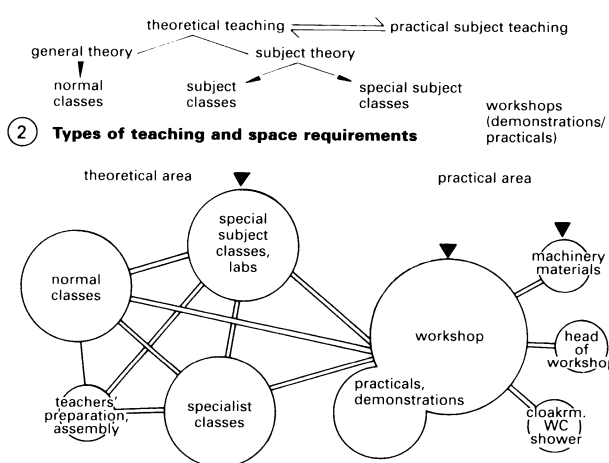 theoretical teaching
practical subject teaching
general theory
subject theory
normal
classes
subject
classes
special subject
classes
workshops
(demonstrations/
practicals)
2 Types of teaching and space requirements
theoretical area
practical area
special
subject
classes,
labs
machinery
materials
normal
classes
workshop
head
of
workshop
practicals,
demonstrations
teachers'
preparation,
assembly
specialist
classes
cloakrm.
WC
shower